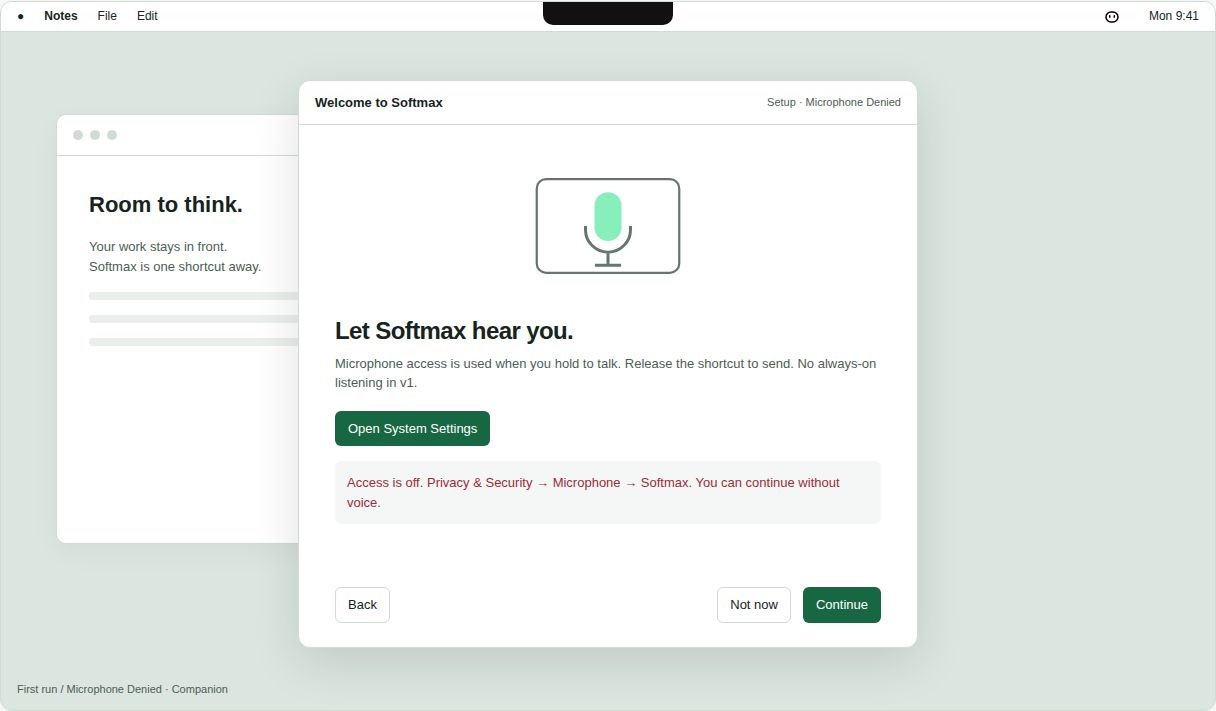 Notes File Edit
Mon 9:41
Welcome to Softmax
Setup · Microphone Denied
Room to think.
Your work stays in front.
Softmax is one shortcut away.
Let Softmax hear you.
Microphone access is used when you hold to talk. Release the shortcut to send. No always-on
listening in v1.
Open System Settings
Access is off. Privacy & Security → Microphone → Softmax. You can continue without
voice.
Back
Not now
Continue
First run / Microphone Denied · Companion